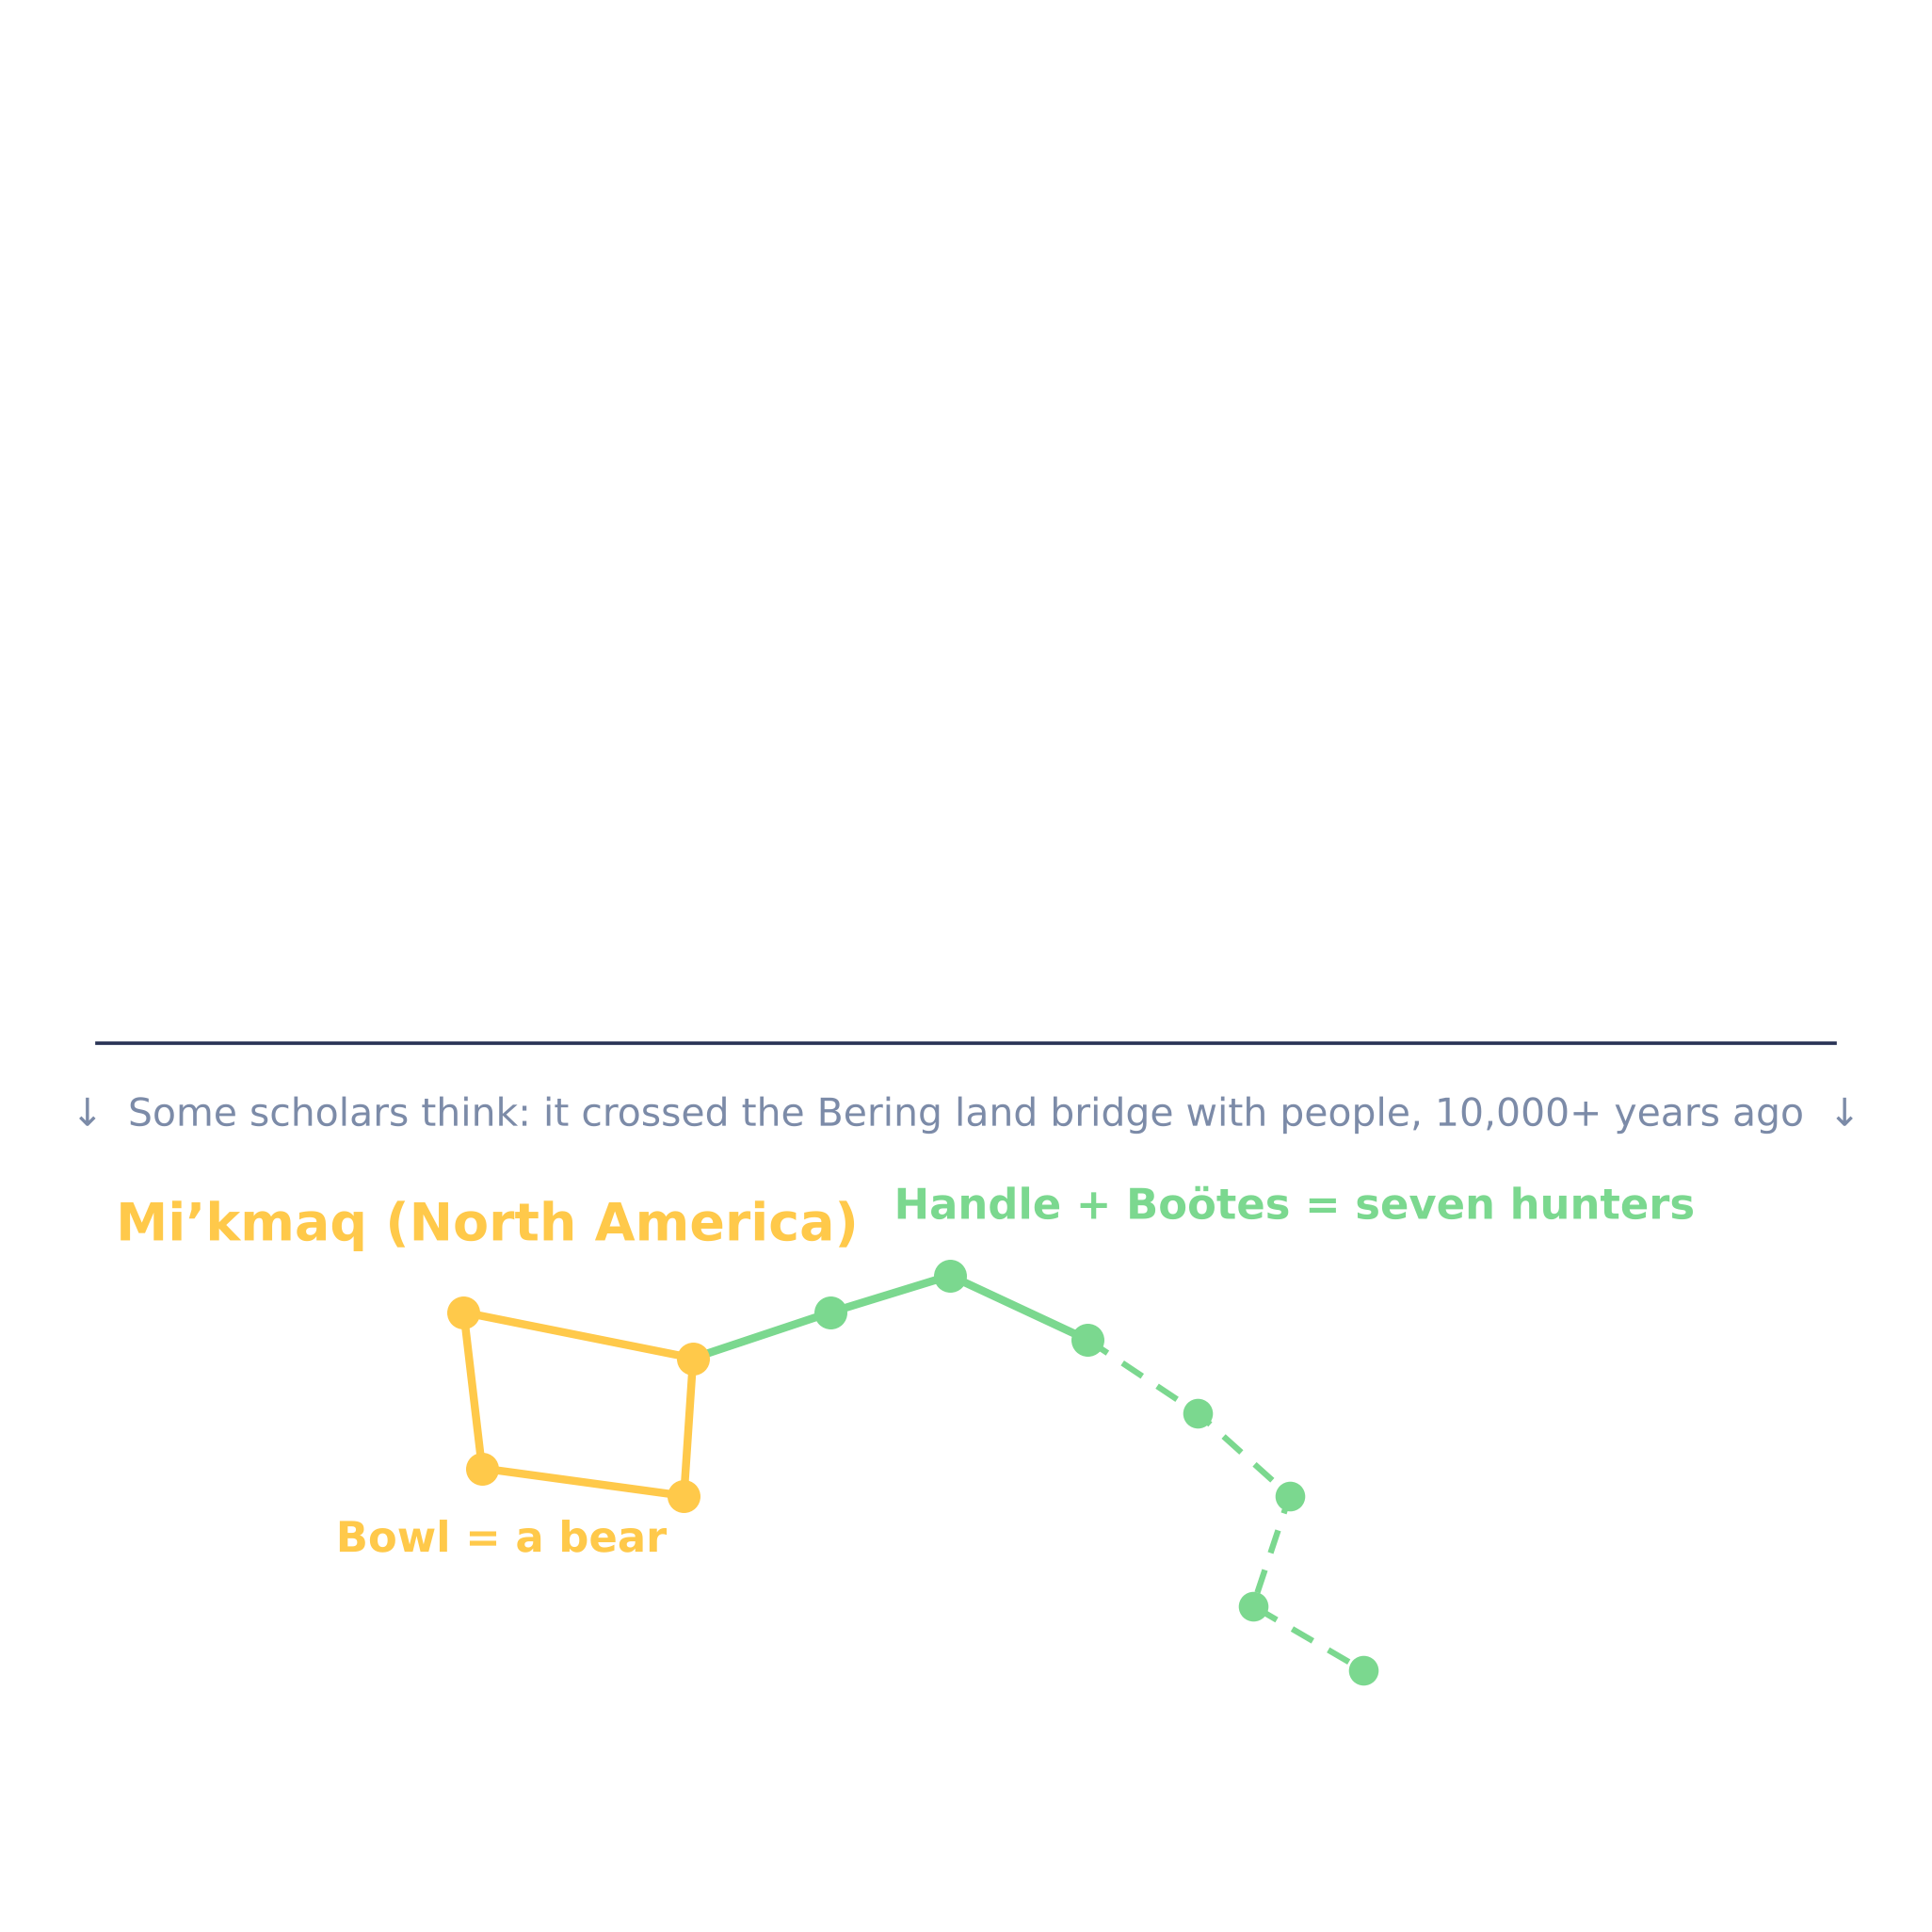 ↓ Some scholars think: it crossed the Bering land bridge with people, 10,000+ years ago ↓
Mi’kmaq (North America)
Handle + Boötes = seven hunters
Bowl = a bear